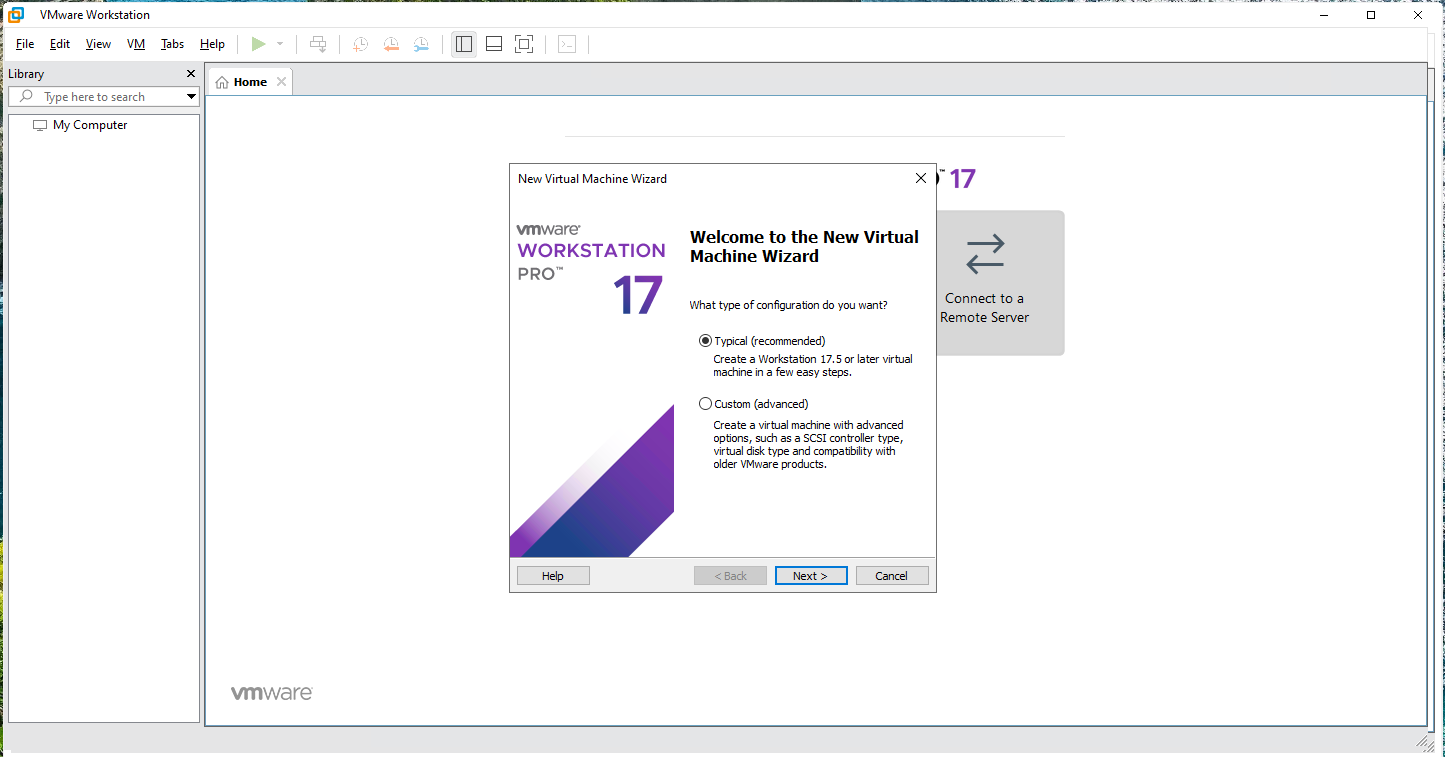 VMware Workstation
File Edit View VM Tabs Help
Library
Type here to search
My Computer
Home
™ 17
New Virtual Machine Wizard
vmware®
WORKSTATION
PRO™
17
Welcome to the New Virtual
Machine Wizard
What type of configuration do you want?
Typical (recommended)
Create a Workstation 17.5 or later virtual
machine in a few easy steps.
Custom (advanced)
Create a virtual machine with advanced
options, such as a SCSI controller type,
virtual disk type and compatibility with
older VMware products.
Help
< Back
Next >
Cancel
Connect to a
Remote Server
vmware®